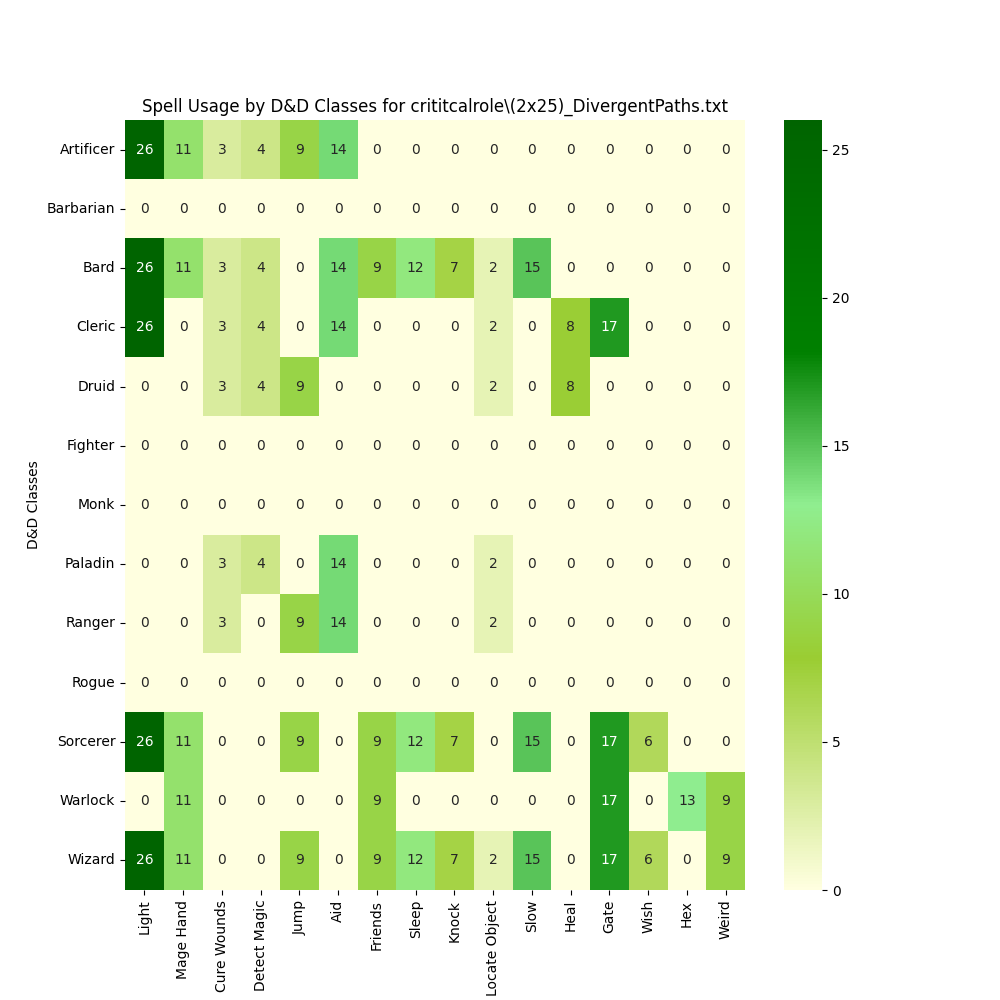 Spell Usage by D&D Classes for crititcalrole\(2x25)_DivergentPaths.txt
D&D Classes
Artificer 26 11 3 4 9 14 0 0 0 0 0 0 0 0 0 0
Barbarian 0 0 0 0 0 0 0 0 0 0 0 0 0 0 0 0
Bard 26 11 3 4 0 14 9 12 7 2 15 0 0 0 0 0
Cleric 26 0 3 4 0 14 0 0 0 2 0 8 17 0 0 0
Druid 0 0 3 4 9 0 0 0 0 2 0 8 0 0 0 0
Fighter 0 0 0 0 0 0 0 0 0 0 0 0 0 0 0 0
Monk 0 0 0 0 0 0 0 0 0 0 0 0 0 0 0 0
Paladin 0 0 3 4 0 14 0 0 0 2 0 0 0 0 0 0
Ranger 0 0 3 0 9 14 0 0 0 2 0 0 0 0 0 0
Rogue 0 0 0 0 0 0 0 0 0 0 0 0 0 0 0 0
Sorcerer 26 11 0 0 9 0 9 12 7 0 15 0 17 6 0 0
Warlock 0 11 0 0 0 0 9 0 0 0 0 0 17 0 13 9
Wizard 26 11 0 0 9 0 9 12 7 2 15 0 17 6 0 9
Light
Mage Hand
Cure Wounds
Detect Magic
Jump
Aid
Friends
Sleep
Knock
Locate Object
Slow
Heal
Gate
Wish
Hex
Weird
25
20
15
10
5
0